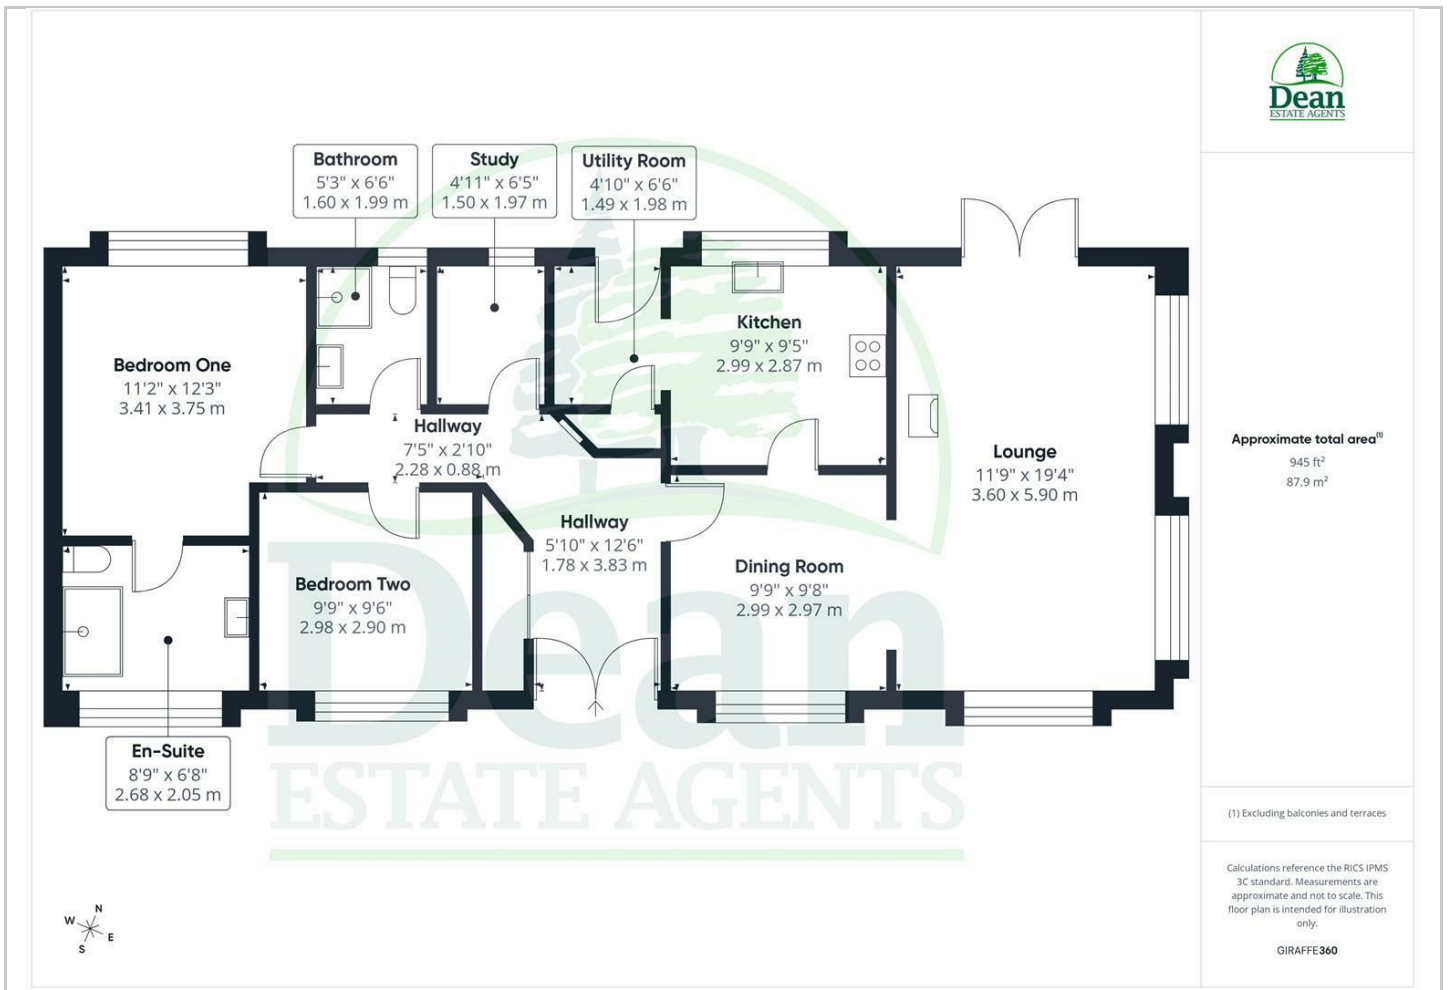 Dean
ESTATE AGENTS
Bathroom
5'3" x 6'6"
1.60 x 1.99 m
Study
4'11" x 6'5"
1.50 x 1.97 m
Utility Room
4'10" x 6'6"
1.49 x 1.98 m
Kitchen
9'9" x 9'5"
2.99 x 2.87 m
Bedroom One
11'2" x 12'3"
3.41 x 3.75 m
Hallway
7'5" x 2'10"
2.28 x 0.88 m
Lounge
11'9" x 19'4"
3.60 x 5.90 m
Hallway
5'10" x 12'6"
1.78 x 3.83 m
Dining Room
9'9" x 9'8"
2.99 x 2.97 m
Bedroom Two
9'9" x 9'6"
2.98 x 2.90 m
En-Suite
8'9" x 6'8"
2.68 x 2.05 m
Dean
ESTATE AGENTS
N
W
E
S
Approximate total area(1)
945 ft²
87.9 m²
(1) Excluding balconies and terraces
Calculations reference the RICS IPMS
3C standard. Measurements are
approximate and not to scale. This
floor plan is intended for illustration
only.
GIRAFFE360